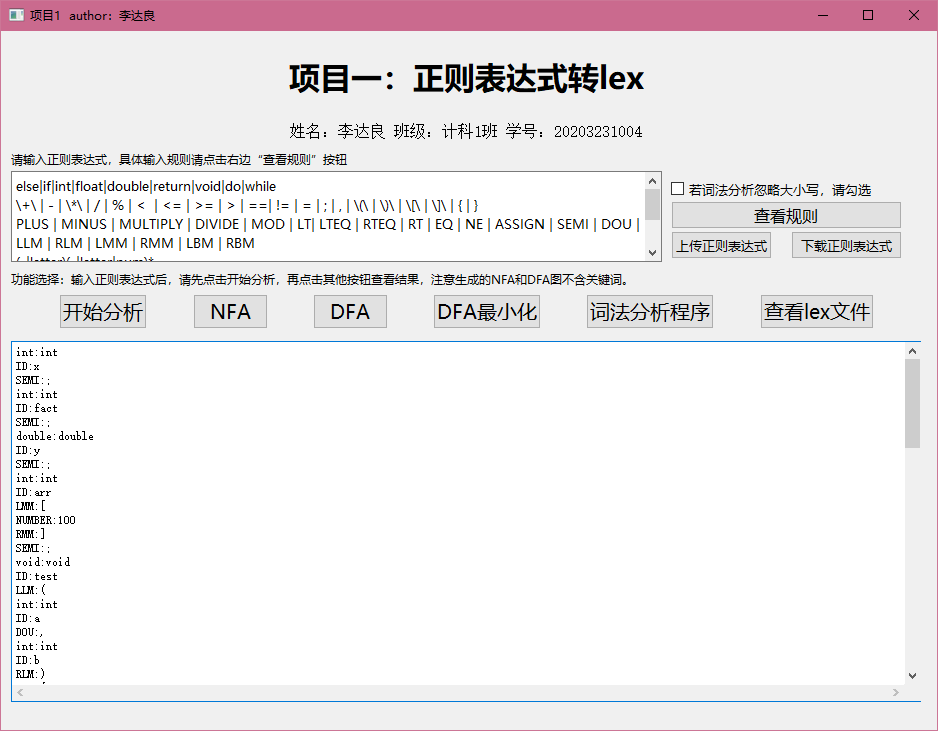 项目1 author：李达良
项目一：正则表达式转lex
姓名：李达良 班级：计科1班 学号：20203231004
请输入正则表达式，具体输入规则请点击右边“查看规则”按钮
else|if|int|float|double|return|void|do|while
\+\ | - | \*\ | / | % | < | <= | >= | > | ==| != | = | ; | , | \(\ | \)\ | \[\ | \]\ | { | }
PLUS | MINUS | MULTIPLY | DIVIDE | MOD | LT| LTEQ | RTEQ | RT | EQ | NE | ASSIGN | SEMI | DOU |
LLM | RLM | LMM | RMM | LBM | RBM
若词法分析忽略大小写，请勾选
查看规则
上传正则表达式 下载正则表达式
功能选择：输入正则表达式后，请先点击开始分析，再点击其他按钮查看结果，注意生成的NFA和DFA图不含关键词。
开始分析 NFA DFA DFA最小化 词法分析程序 查看lex文件
int:int
ID:x
SEMI:;
int:int
ID:fact
SEMI:;
double:double
ID:y
SEMI:;
int:int
ID:arr
LMM:[
NUMBER:100
RMM:]
SEMI:;
void:void
ID:test
LLM:(
int:int
ID:a
DOU:,
int:int
ID:b
RLM:)